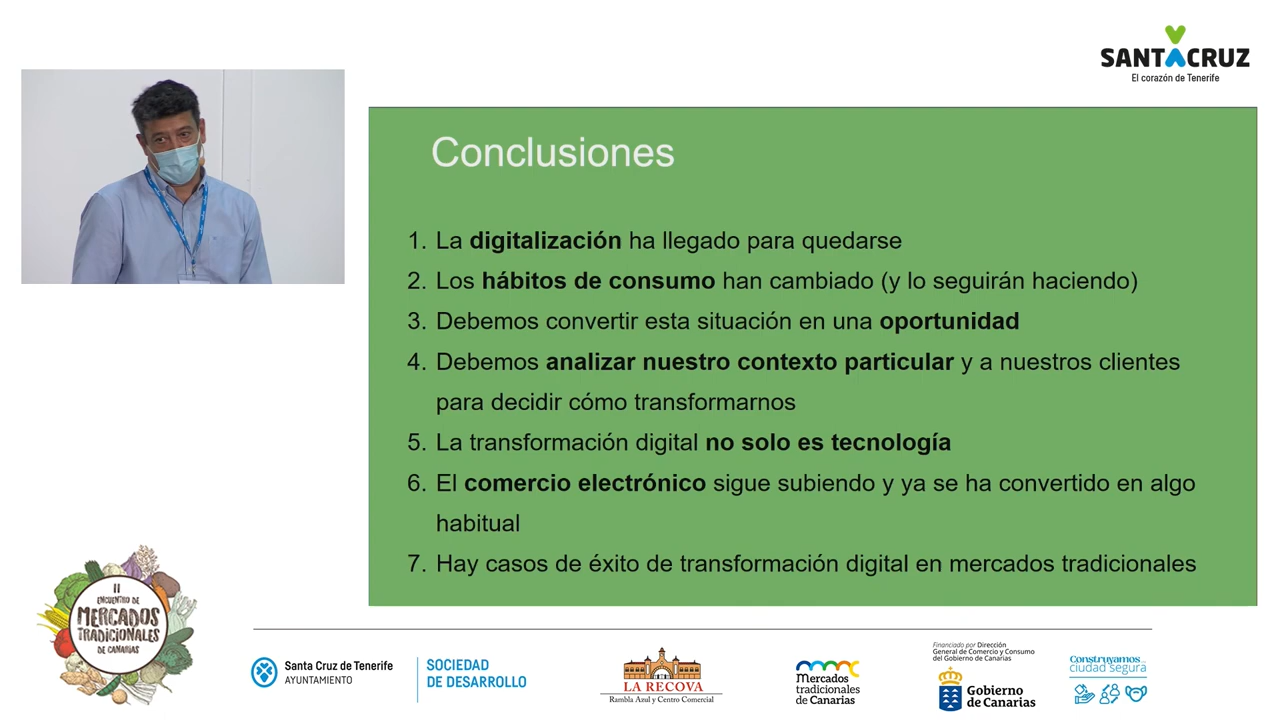 SANTACRUZ
El corazón de Tenerife
Conclusiones
1. La digitalización ha llegado para quedarse
2. Los hábitos de consumo han cambiado (y lo seguirán haciendo)
3. Debemos convertir esta situación en una oportunidad
4. Debemos analizar nuestro contexto particular y a nuestros clientes
para decidir cómo transformarnos
5. La transformación digital no solo es tecnología
6. El comercio electrónico sigue subiendo y ya se ha convertido en algo
habitual
7. Hay casos de éxito de transformación digital en mercados tradicionales
II
ENCUENTRO DE
MERCADOS
TRADICIONALES
DE CANARIAS
Santa Cruz de Tenerife
AYUNTAMIENTO
SOCIEDAD
DE DESARROLLO
LA RECOVA
Rambla Azul y Centro Comercial
Mercados
tradicionales
de Canarias
Financiado por Dirección
General de Comercio y Consumo
del Gobierno de Canarias
Gobierno
de Canarias
Construyamos
ciudad segura